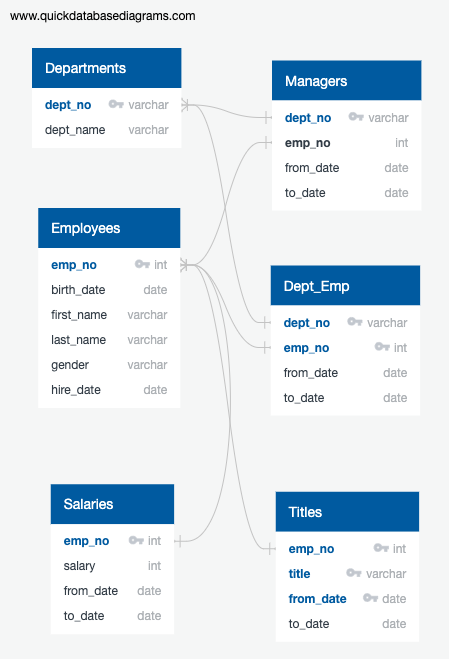 www.quickdatabasediagrams.com
Departments
dept_no varchar
dept_name varchar
Managers
dept_no varchar
emp_no int
from_date date
to_date date
Employees
emp_no int
birth_date date
first_name varchar
last_name varchar
gender varchar
hire_date date
Dept_Emp
dept_no varchar
emp_no int
from_date date
to_date date
Salaries
emp_no int
salary int
from_date date
to_date date
Titles
emp_no int
title varchar
from_date date
to_date date